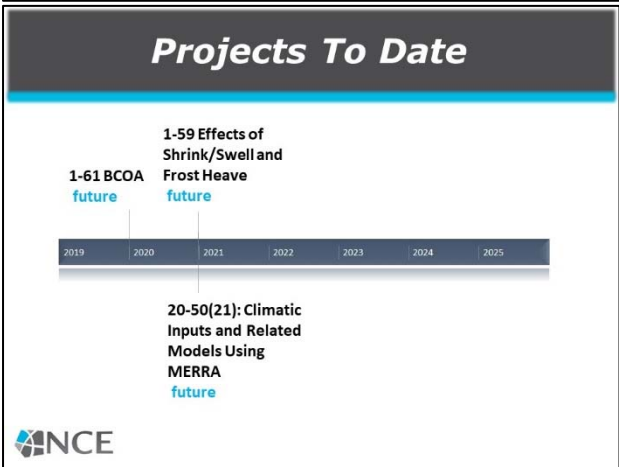 Projects To Date
1-61 BCOA
future
1-59 Effects of
Shrink/Swell and
Frost Heave
future
2019 2020 2021 2022 2023 2024 2025
20-50(21): Climatic
Inputs and Related
Models Using
MERRA
future
NCE